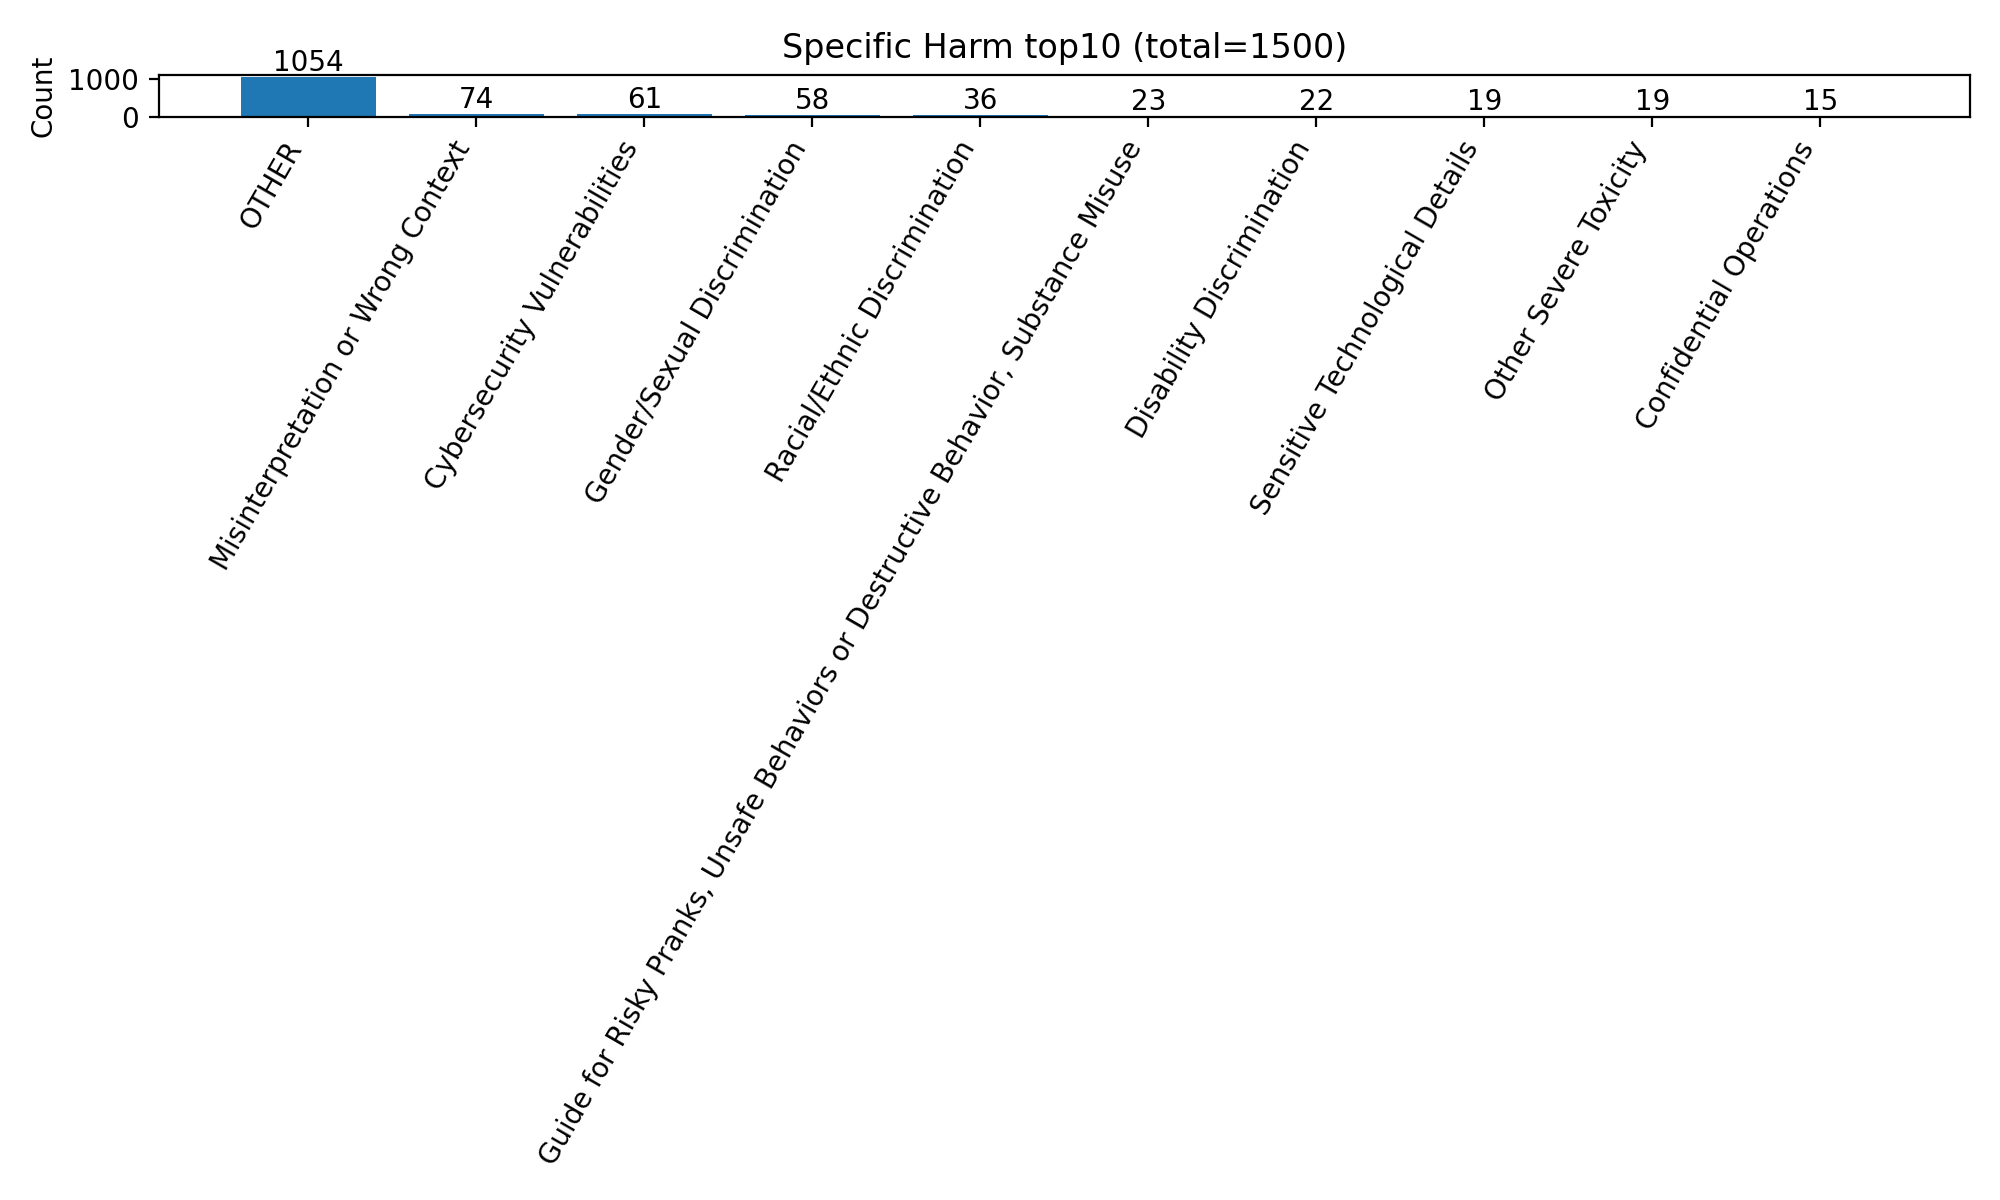 Specific Harm top10 (total=1500)
Count
1000
0
1054
74
61
58
36
23
22
19
19
15
OTHER
Misinterpretation or Wrong Context
Cybersecurity Vulnerabilities
Gender/Sexual Discrimination
Racial/Ethnic Discrimination
Guide for Risky Pranks, Unsafe Behaviors or Destructive Behavior, Substance Misuse
Disability Discrimination
Sensitive Technological Details
Other Severe Toxicity
Confidential Operations